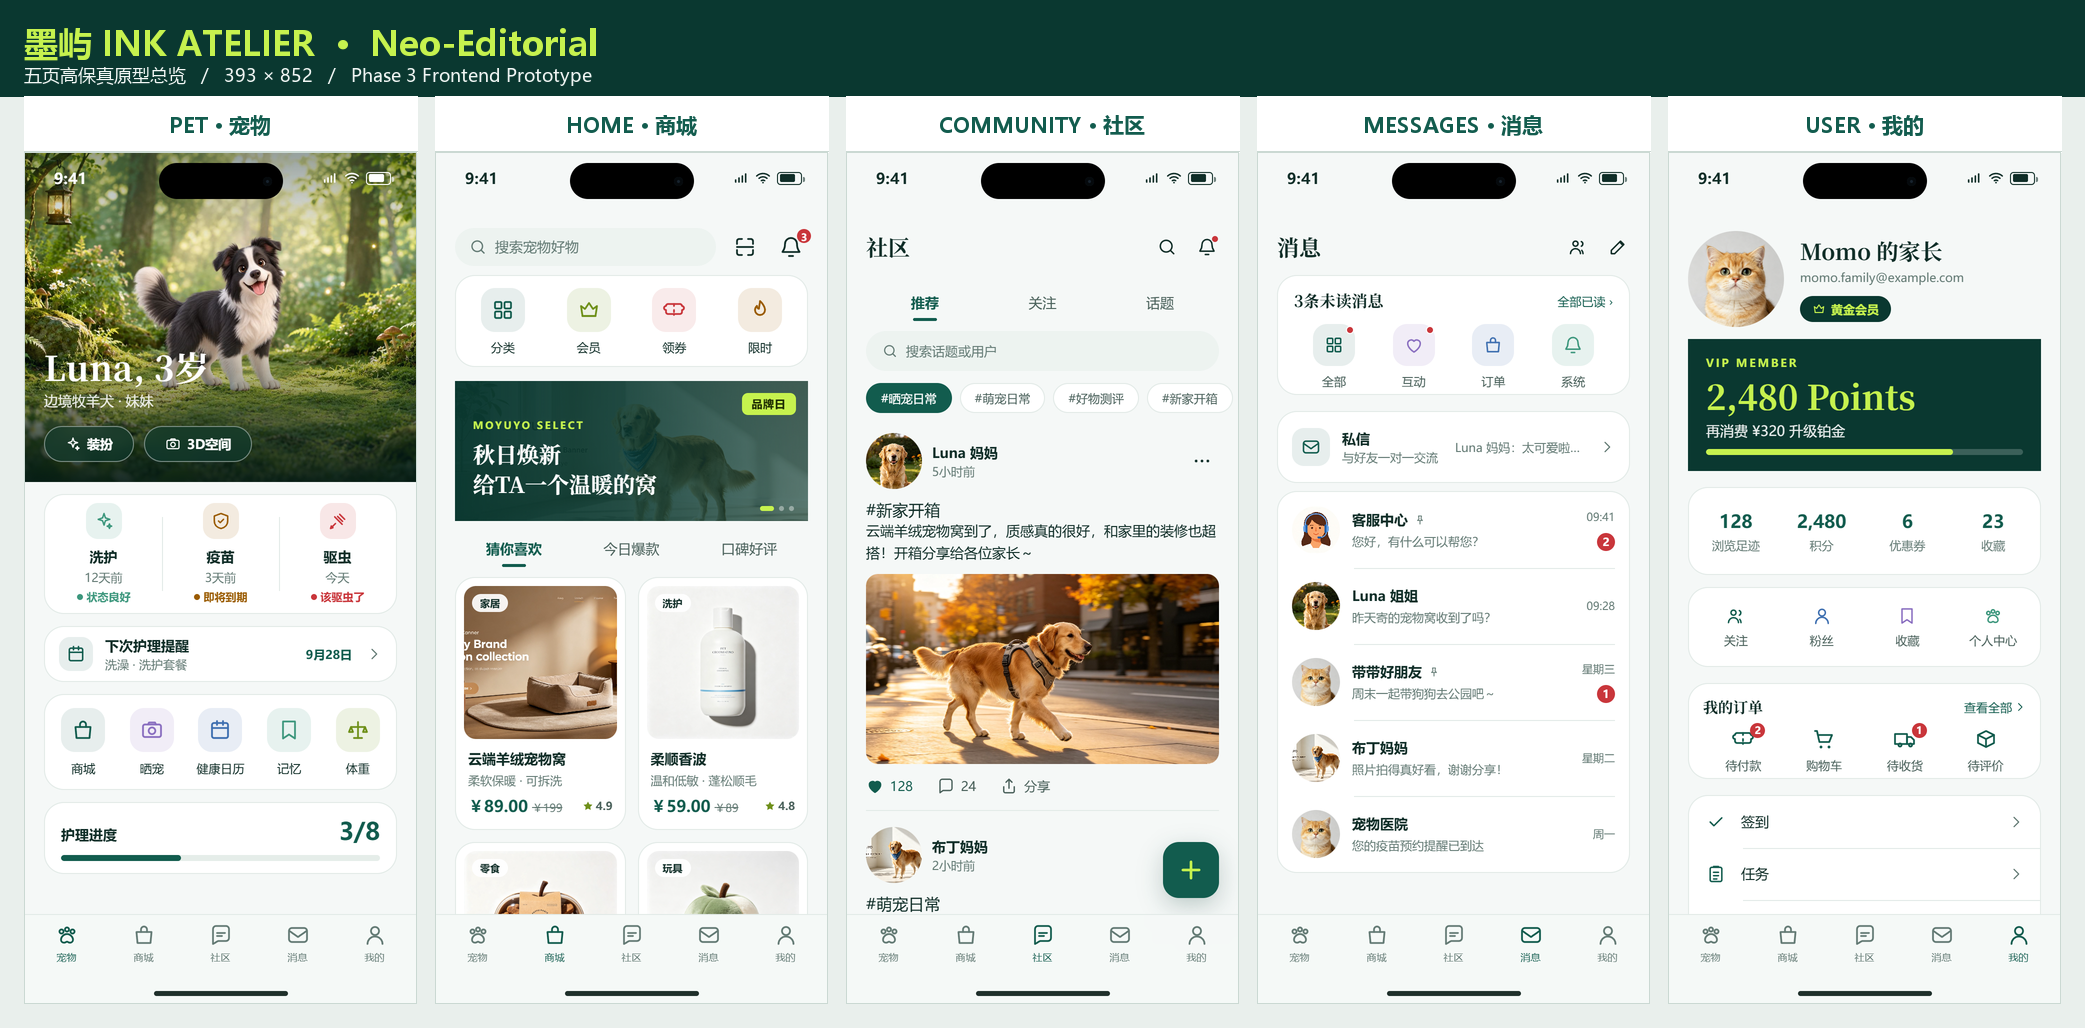 墨屿 INK ATELIER • Neo-Editorial
五页高保真原型总览 / 393 × 852 / Phase 3 Frontend Prototype
PET • 宠物
9:41
Luna, 3岁
边境牧羊犬 · 妹妹
装扮
3D空间
洗护
12天前
状态良好
疫苗
3天前
即将到期
驱虫
今天
该驱虫了
下次护理提醒
洗澡 · 洗护套餐
9月28日
商城
晒宠
健康日历
记忆
体重
护理进度
3/8
宠物
商城
社区
消息
我的
HOME • 商城
9:41
搜索宠物好物
3
分类
会员
领券
限时
品牌日
MOYUYO SELECT
秋日焕新
给TA一个温暖的窝
猜你喜欢
今日爆款
口碑好评
家居
y Brand
on collection
云端羊绒宠物窝
柔软保暖 · 可拆洗
¥89.00 ¥199
4.9
洗护
柔顺香波
温和低敏 · 蓬松顺毛
¥59.00 ¥89
4.8
零食
玩具
宠物
商城
社区
消息
我的
COMMUNITY • 社区
9:41
社区
推荐
关注
话题
搜索话题或用户
#晒宠日常
#萌宠日常
#好物测评
#新家开箱
Luna 妈妈
5小时前
#新家开箱
云端羊绒宠物窝到了，质感真的很好，和家里的装修也超
搭！开箱分享给各位家长～
128
24
分享
布丁妈妈
2小时前
#萌宠日常
宠物
商城
社区
消息
我的
MESSAGES • 消息
9:41
消息
3条未读消息
全部已读 ›
全部
互动
订单
系统
私信
与好友一对一交流
Luna 妈妈：太可爱啦...
客服中心
09:41
您好，有什么可以帮您？
2
Luna 姐姐
09:28
昨天寄的宠物窝收到了吗？
带带好朋友
星期三
周末一起带狗狗去公园吧～
1
布丁妈妈
星期二
照片拍得真好看，谢谢分享！
宠物医院
周一
您的疫苗预约提醒已到达
宠物
商城
社区
消息
我的
USER • 我的
9:41
Momo 的家长
momo.family@example.com
黄金会员
VIP MEMBER
2,480 Points
再消费 ¥320 升级铂金
128
浏览足迹
2,480
积分
6
优惠券
23
收藏
关注
粉丝
收藏
个人中心
我的订单
查看全部
2
待付款
购物车
1
待收货
待评价
签到
任务
宠物
商城
社区
消息
我的